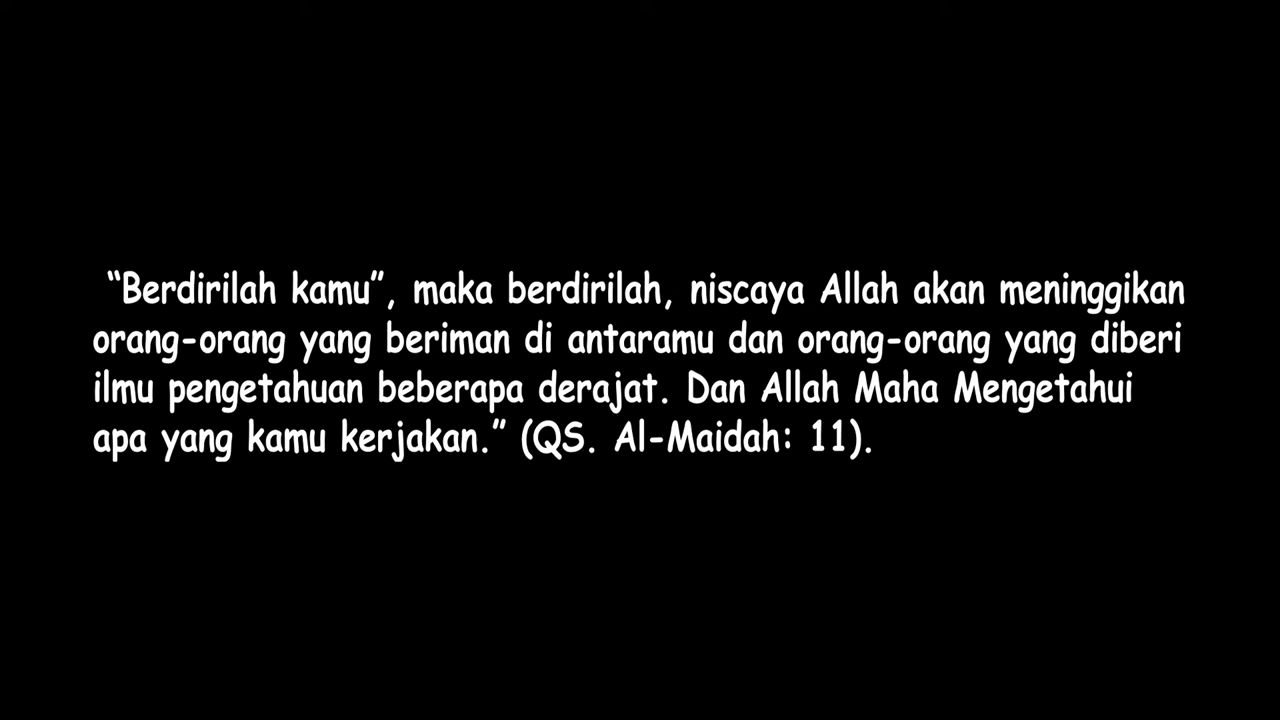 “Berdirilah kamu”, maka berdirilah, niscaya Allah akan meninggikan
orang-orang yang beriman di antaramu dan orang-orang yang diberi
ilmu pengetahuan beberapa derajat. Dan Allah Maha Mengetahui
apa yang kamu kerjakan.” (QS. Al-Maidah: 11).